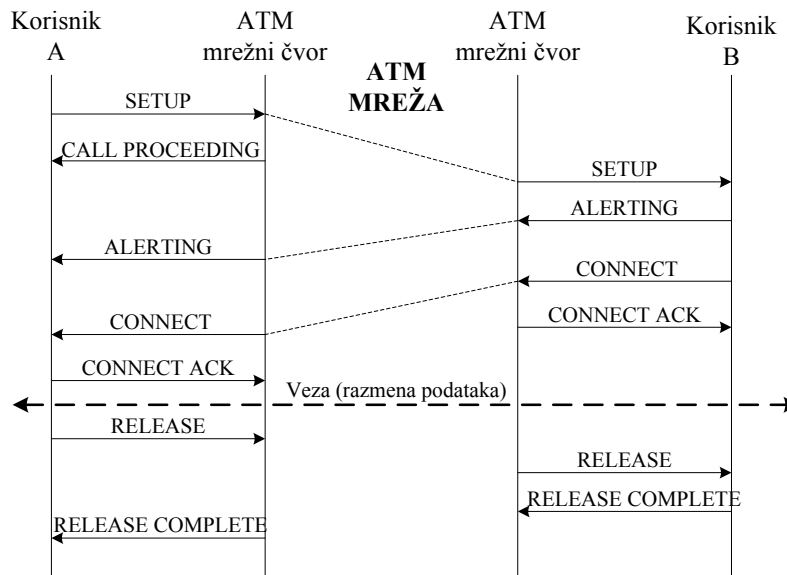 Korisnik
A
ATM
mrežni čvor
ATM
MREŽA
ATM
mrežni čvor
Korisnik
B
SETUP
CALL PROCEEDING
SETUP
ALERTING
ALERTING
CONNECT
CONNECT
CONNECT ACK
CONNECT ACK
Veza (razmena podataka)
RELEASE
RELEASE
RELEASE COMPLETE
RELEASE COMPLETE